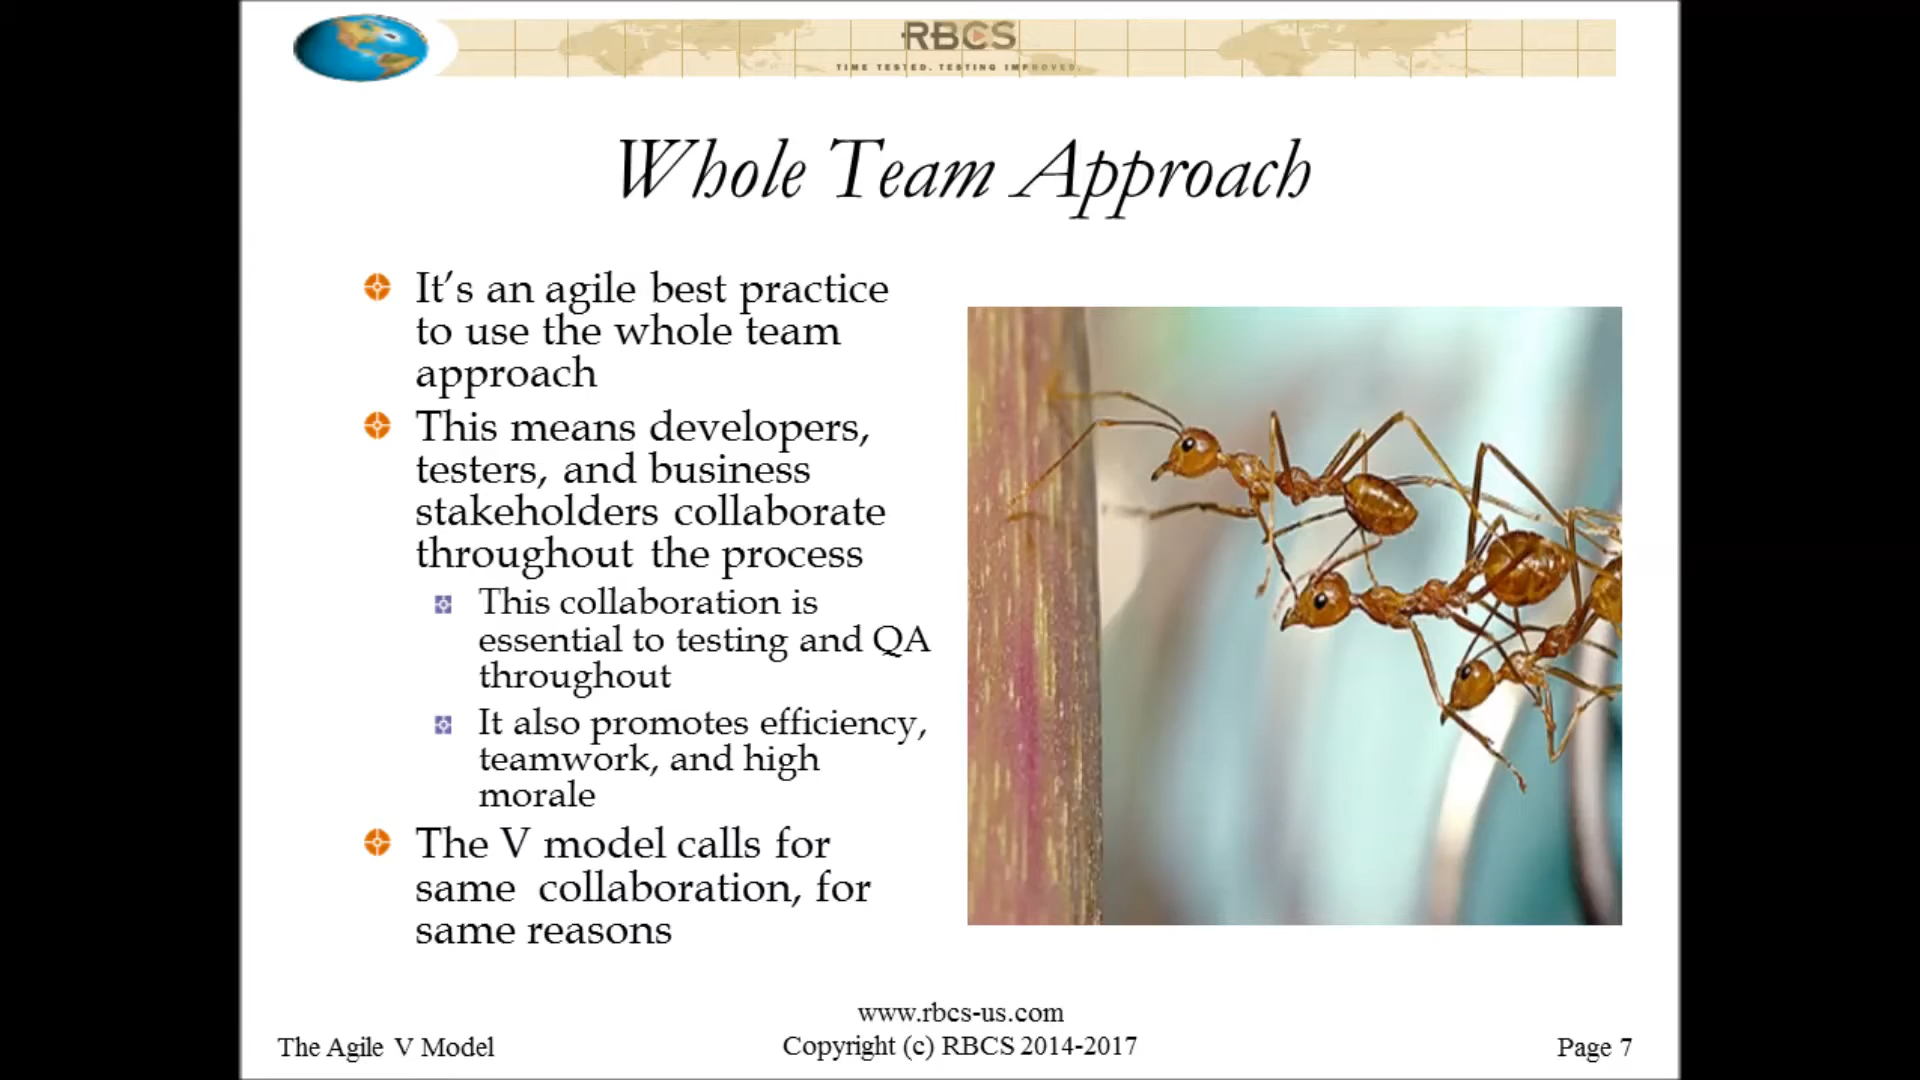 RBCS
TIME TESTED. TESTING IMPROVED.
Whole Team Approach
It's an agile best practice
to use the whole team
approach
This means developers,
testers, and business
stakeholders collaborate
throughout the process
This collaboration is
essential to testing and QA
throughout
It also promotes efficiency,
teamwork, and high
morale
The V model calls for
same collaboration, for
same reasons
www.rbcs-us.com
The Agile V Model
Copyright (c) RBCS 2014-2017
Page 7